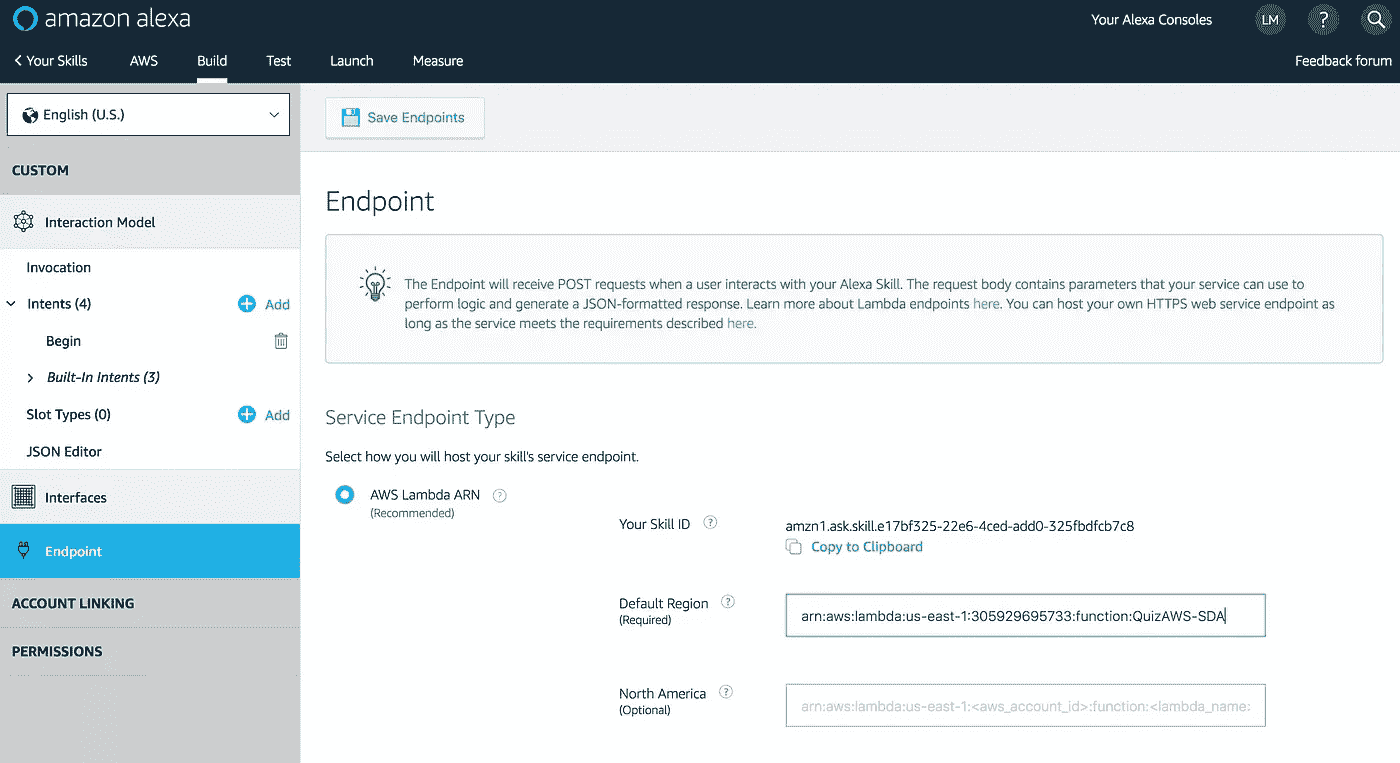 amazon alexa
Your Alexa Consoles
LM
?
Your Skills
AWS
Build
Test
Launch
Measure
Feedback forum
English (U.S.)
Save Endpoints
CUSTOM
Interaction Model
Invocation
Intents (4)
Add
Begin
Built-In Intents (3)
Slot Types (0)
Add
JSON Editor
Interfaces
Endpoint
ACCOUNT LINKING
PERMISSIONS
Endpoint
The Endpoint will receive POST requests when a user interacts with your Alexa Skill. The request body contains parameters that your service can use to
perform logic and generate a JSON-formatted response. Learn more about Lambda endpoints here. You can host your own HTTPS web service endpoint as
long as the service meets the requirements described here.
Service Endpoint Type
Select how you will host your skill's service endpoint.
AWS Lambda ARN ?
(Recommended)
Your Skill ID ?
amzn1.ask.skill.e17bf325-22e6-4ced-add0-325fbdfcb7c8
Copy to Clipboard
Default Region ?
(Required)
arn:aws:lambda:us-east-1:305929695733:function:QuizAWS-SDA
North America ?
(Optional)
arn:aws:lambda:us-east-1:<aws_account_id>:function:<lambda_name: